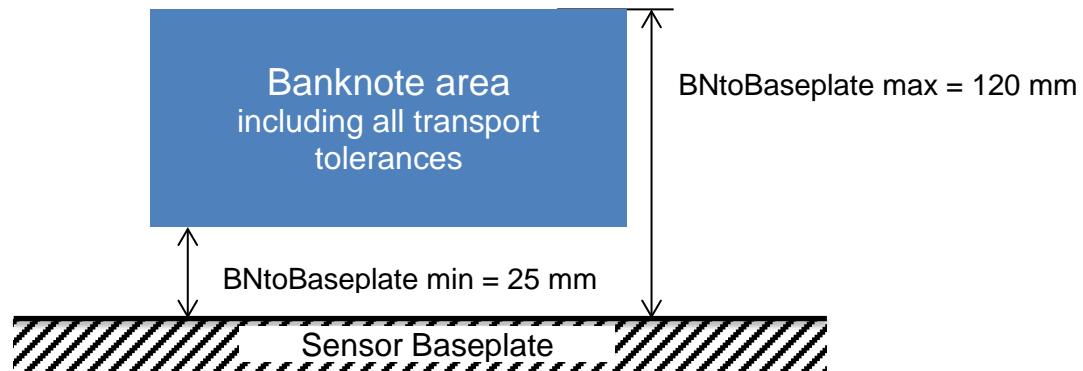 Banknote area
including all transport
tolerances
BNtoBaseplate max = 120 mm
BNtoBaseplate min = 25 mm
Sensor Baseplate